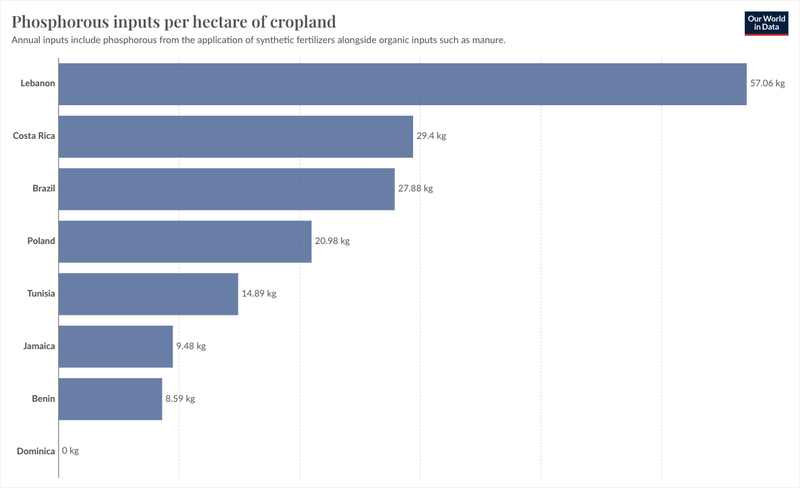 Phosphorous inputs per hectare of cropland
Our World
in Data
Annual inputs include phosphorous from the application of synthetic fertilizers alongside organic inputs such as manure.
Lebanon 57.06 kg
Costa Rica 29.4 kg
Brazil 27.88 kg
Poland 20.98 kg
Tunisia 14.89 kg
Jamaica 9.48 kg
Benin 8.59 kg
Dominica 0 kg